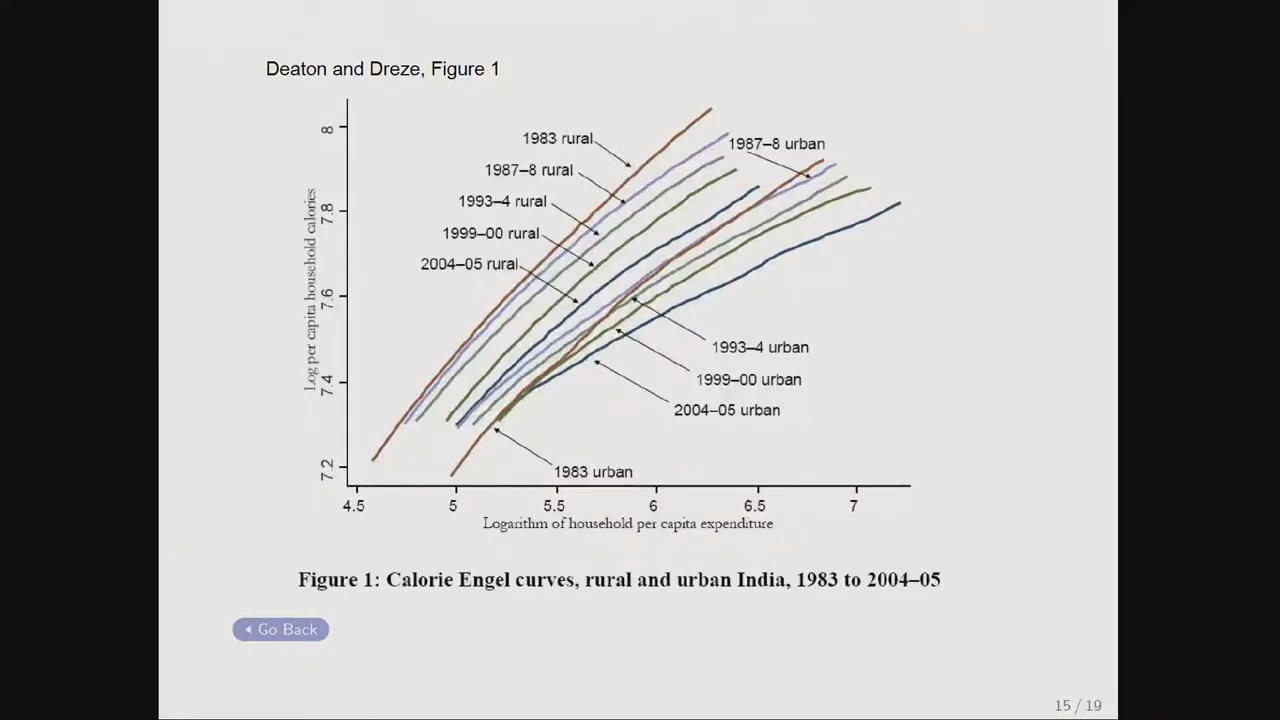 Deaton and Dreze, Figure 1
8
7.8
7.6
7.4
7.2
Log per capita household calories
1983 rural
1987–8 rural
1993–4 rural
1999–00 rural
2004–05 rural
1987–8 urban
1993–4 urban
1999–00 urban
2004–05 urban
1983 urban
4.5 5 5.5 6 6.5 7
Logarithm of household per capita expenditure
Figure 1: Calorie Engel curves, rural and urban India, 1983 to 2004–05
Go Back
15 / 19